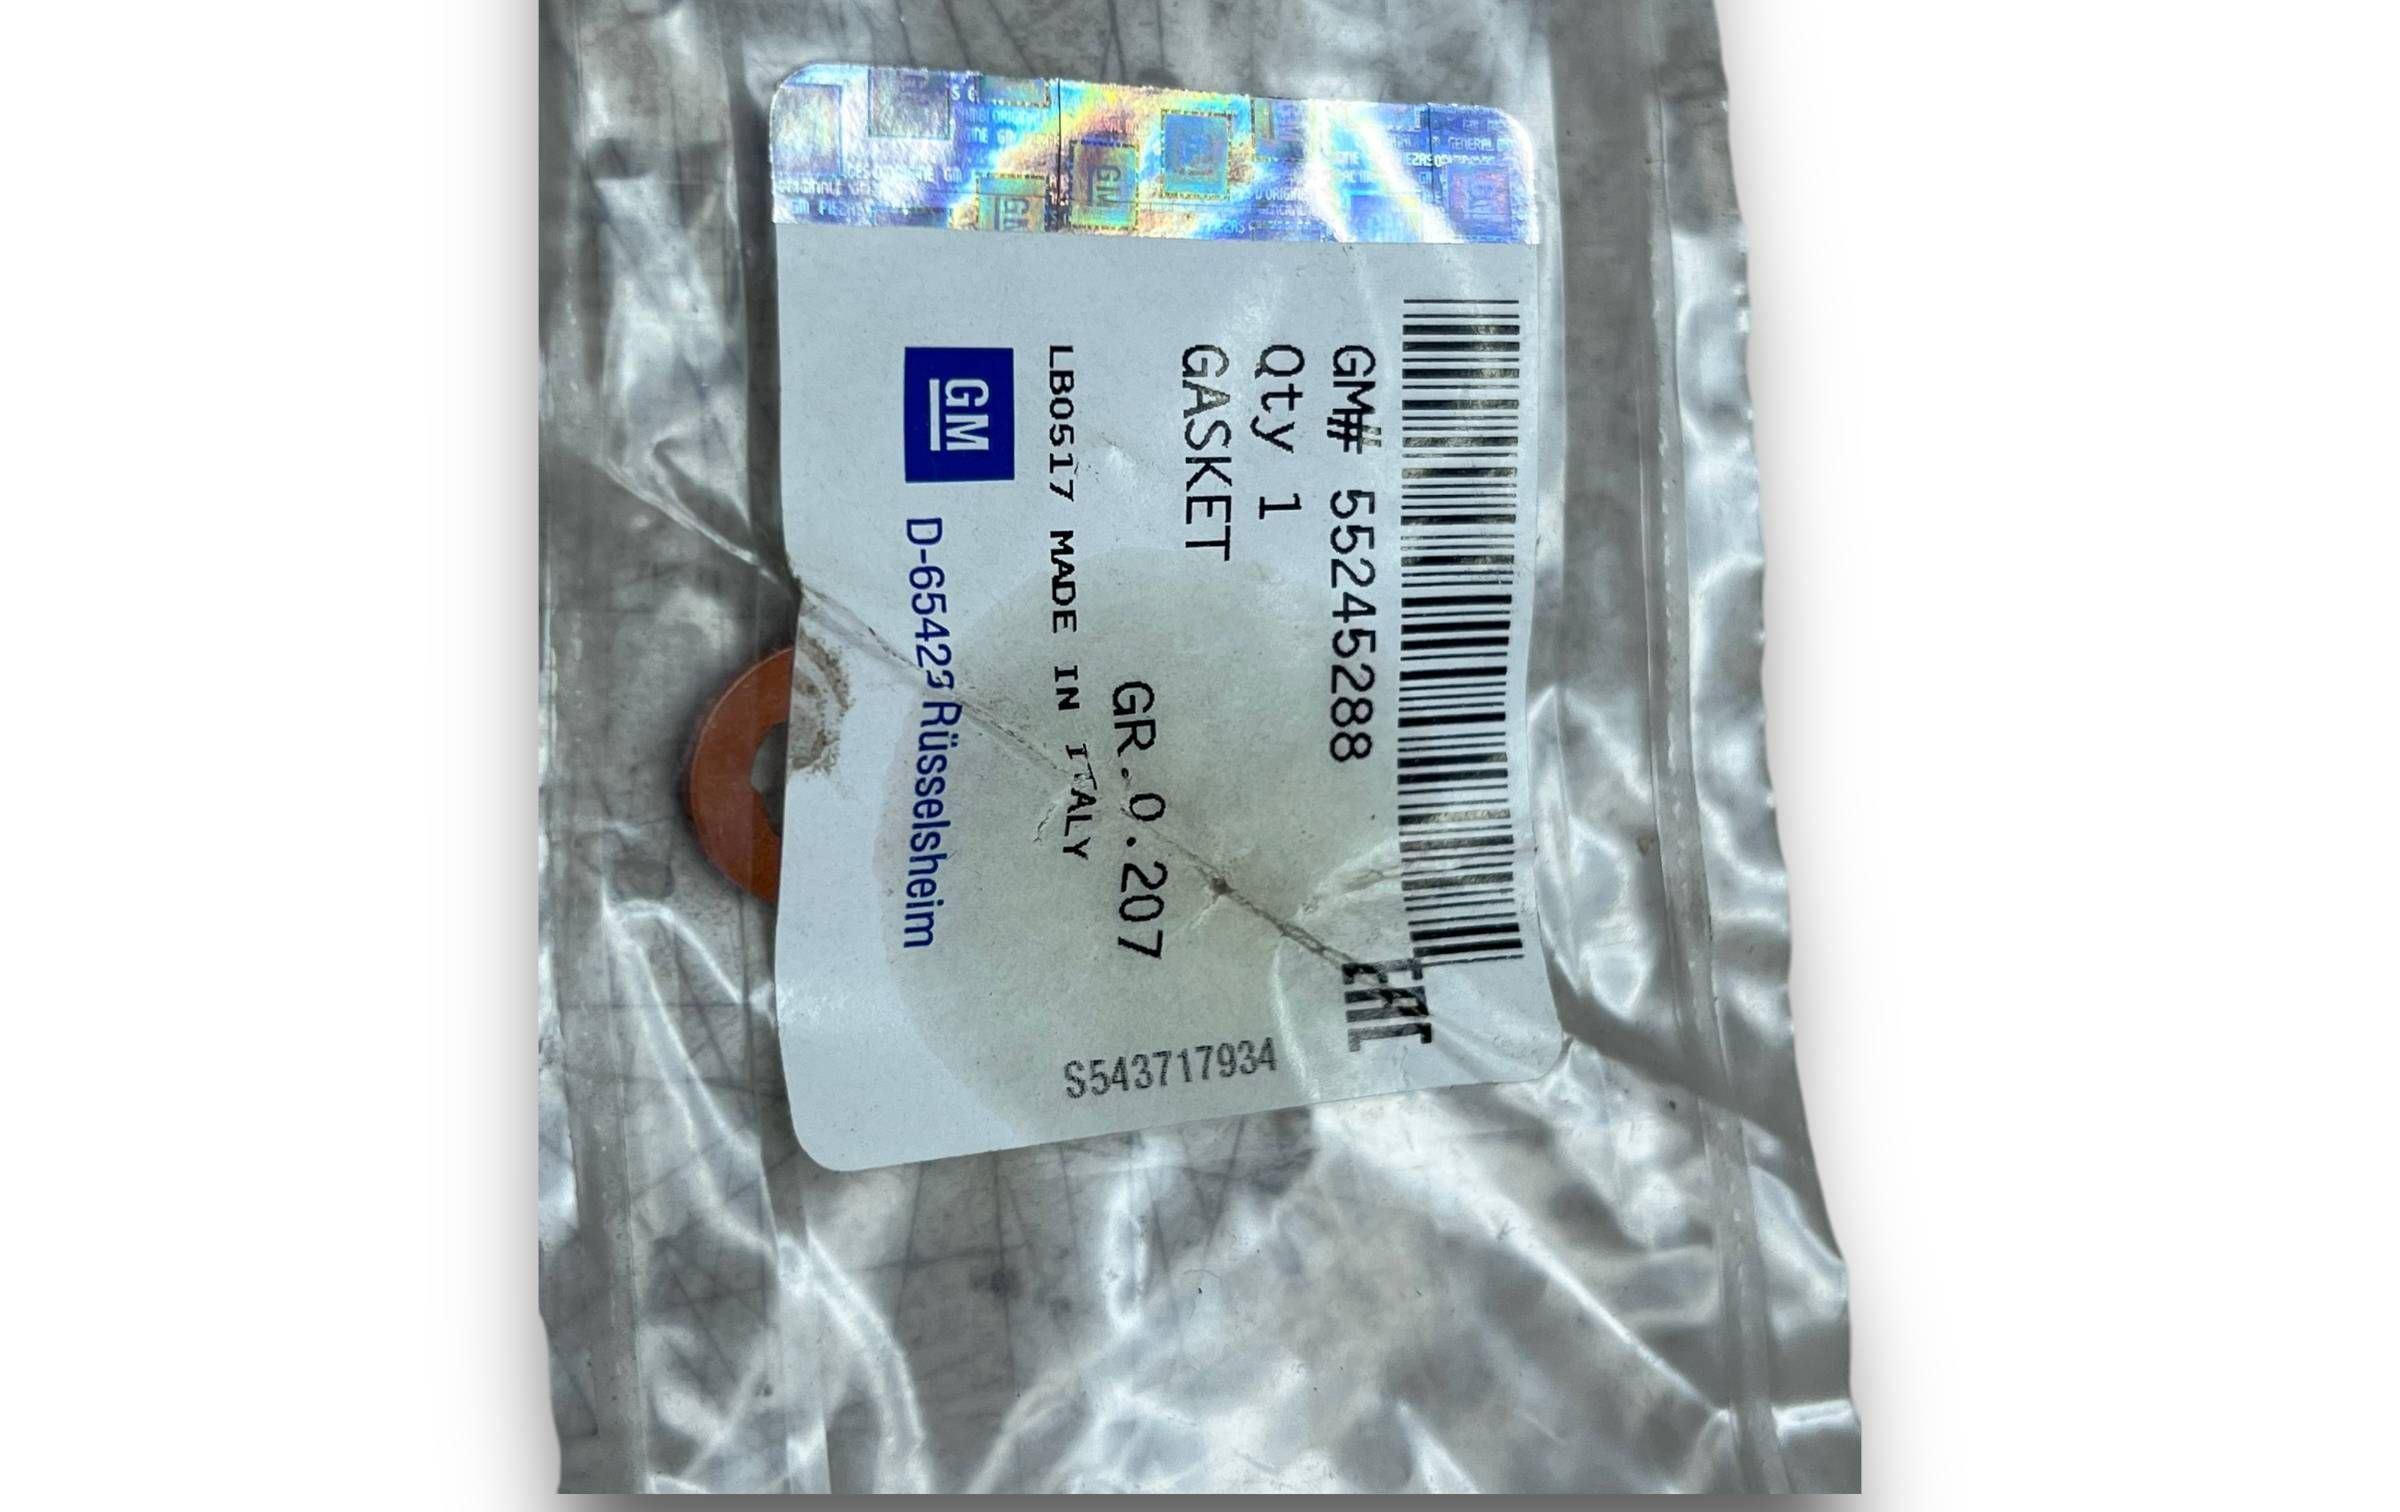 GM# 55245288
Qty 1
GASKET
GR.0.207
LB0517 MADE IN ITALY
GM
D-65423 Rüsselsheim
EAC
S543717934